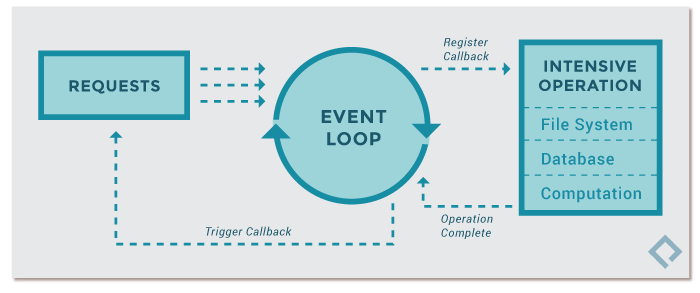 REQUESTS
EVENT
LOOP
Register
Callback
INTENSIVE
OPERATION
File System
Database
Computation
Operation
Complete
Trigger Callback